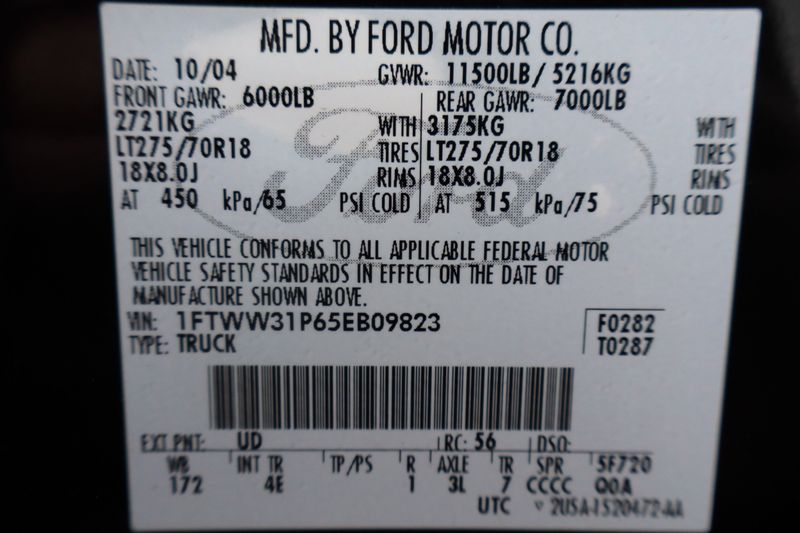 MFD. BY FORD MOTOR CO.
DATE: 10/04 GVWR: 11500LB/ 5216KG
FRONT GAWR: 6000LB REAR GAWR: 7000LB
2721KG WITH 3175KG WITH
LT275/70R18 TIRES LT275/70R18 TIRES
18X8.0J RIMS 18X8.0J RIMS
AT 450 kPa/65 PSI COLD AT 515 kPa/75 PSI COLD
Ford
THIS VEHICLE CONFORMS TO ALL APPLICABLE FEDERAL MOTOR
VEHICLE SAFETY STANDARDS IN EFFECT ON THE DATE OF
MANUFACTURE SHOWN ABOVE.
VIN: 1FTWW31P65EB09823 F0282
TYPE: TRUCK T0287
EXT PNT: UD RC: 56 DSO:
WB INT TR TP/PS R AXLE TR SPR 5F720
172 4E 1 3L 7 CCCC Q0A
UTC 2U5A-1520472-AA